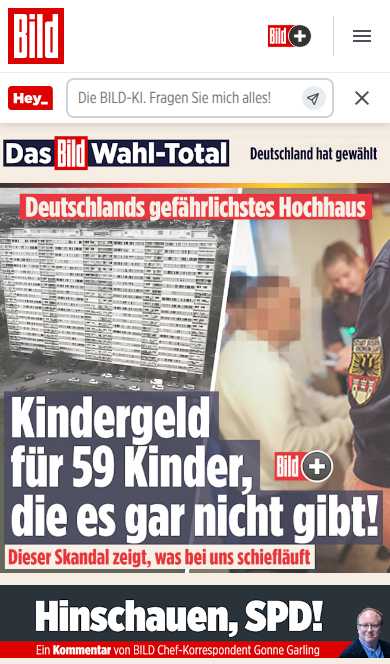 Bild
Bild+
Hey_
Die BILD-KI. Fragen Sie mich alles!
Das Bild Wahl-Total
Deutschland hat gewählt
Deutschlands gefährlichstes Hochhaus
Kindergeld
für 59 Kinder,
Bild+
die es gar nicht gibt!
Dieser Skandal zeigt, was bei uns schiefläuft
Hinschauen, SPD!
Ein Kommentar von BILD Chef-Korrespondent Gonne Garling